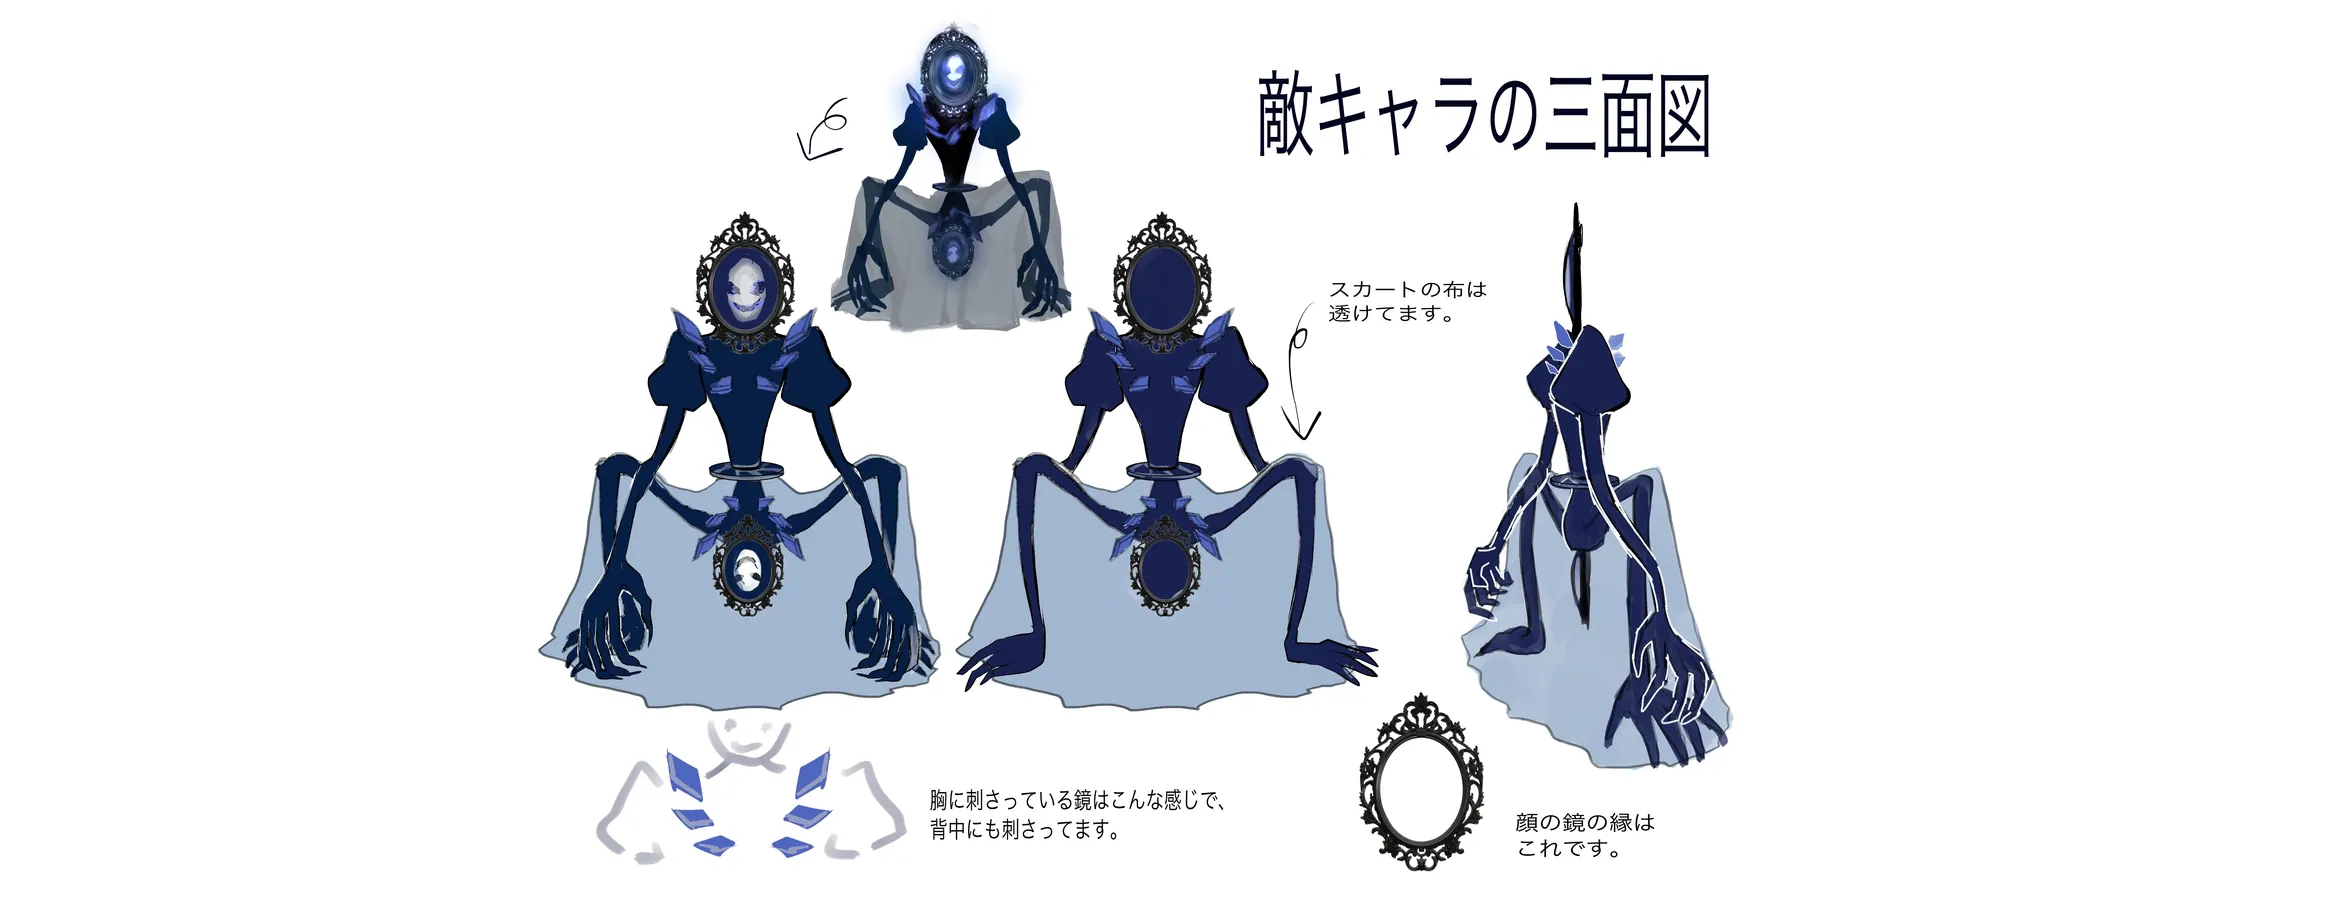 敵キャラの三面図
スカートの布は
透けてます。
胸に刺さっている鏡はこんな感じで、
背中にも刺さってます。
顔の鏡の縁は
これです。